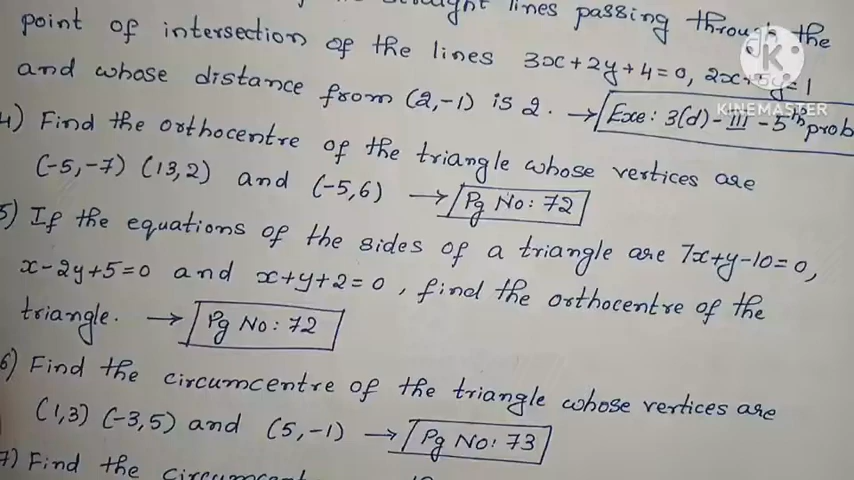 straight lines passing through the
point of intersection of the lines 3x+2y+4=0, 2x+5y=1
and whose distance from (2,-1) is 2. → Exe: 3(d)-III-5th prob
4) Find the orthocentre of the triangle whose vertices are
(-5,-7) (13,2) and (-5,6) → Pg No: 72
5) If the equations of the sides of a triangle are 7x+y-10=0,
x-2y+5=0 and x+y+2=0, find the orthocentre of the
triangle. → Pg No: 72
6) Find the circumcentre of the triangle whose vertices are
(1,3) (-3,5) and (5,-1) → Pg No: 73
7) Find the
K
KINEMASTER